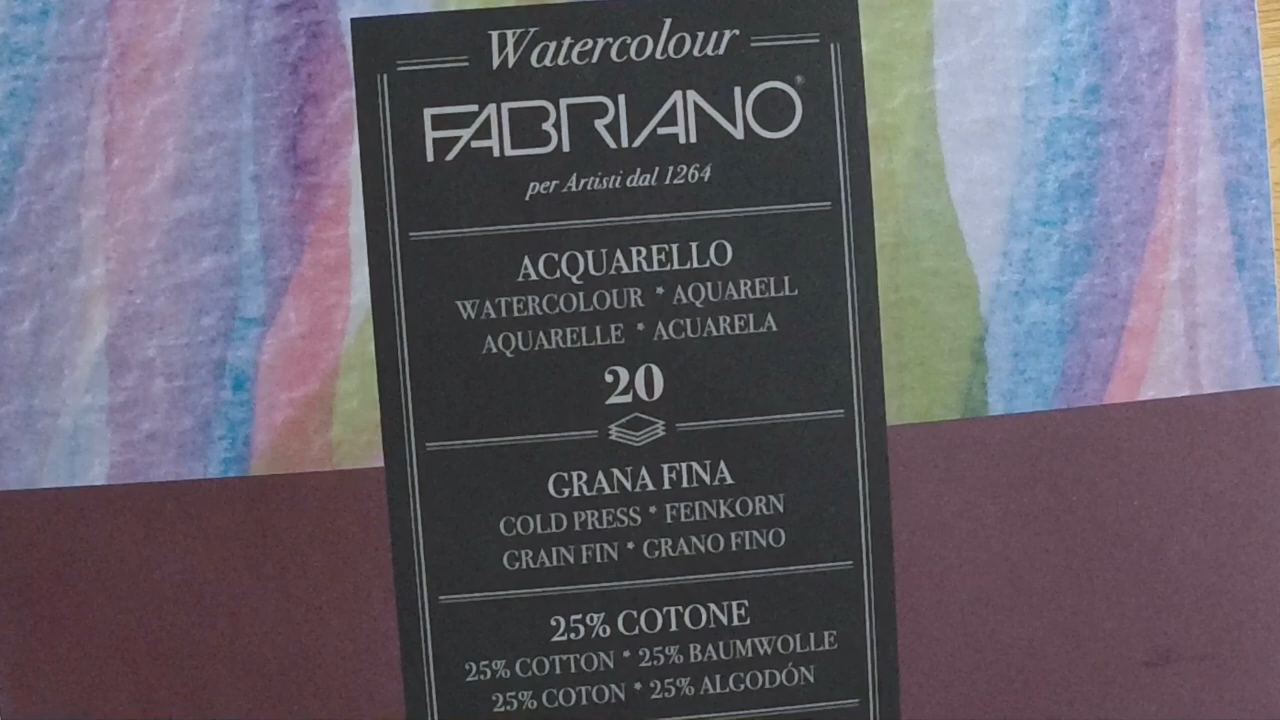 Watercolour
FABRIANO®
per Artisti dal 1264
ACQUARELLO
WATERCOLOUR * AQUARELL
AQUARELLE * ACUARELA
20
GRANA FINA
COLD PRESS * FEINKORN
GRAIN FIN * GRANO FINO
25% COTONE
25% COTTON * 25% BAUMWOLLE
25% COTON * 25% ALGODÓN